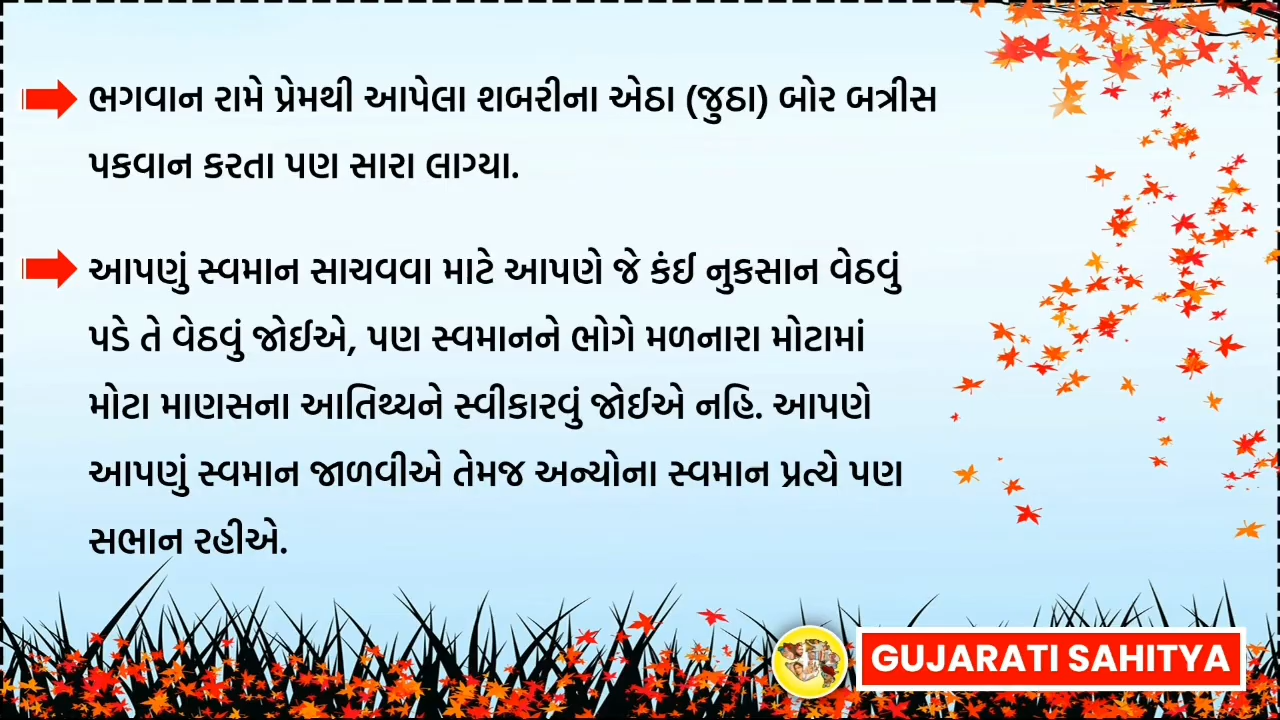 ભગવાન રામે પ્રેમથી આપેલા શબરીના એઠા (જુઠા) બોર બત્રીસ
પકવાન કરતા પણ સારા લાગ્યા.
આપણું સ્વમાન સાચવવા માટે આપણે જે કંઈ નુકસાન વેઠવું
પડે તે વેઠવું જોઈએ, પણ સ્વમાનને ભોગે મળનારા મોટામાં
મોટા માણસના આતિથ્યને સ્વીકારવું જોઈએ નહિ. આપણે
આપણું સ્વમાન જાળવીએ તેમજ અન્યોના સ્વમાન પ્રત્યે પણ
સભાન રહીએ.
GUJARATI SAHITYA